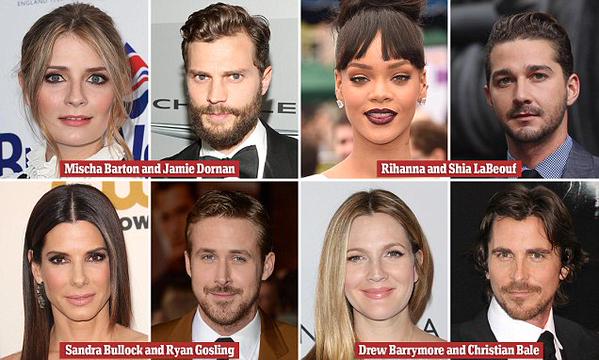 CHRYSLER
Mischa Barton and Jamie Dornan
Rihanna and Shia LaBeouf
Sandra Bullock and Ryan Gosling
Drew Barrymore and Christian Bale